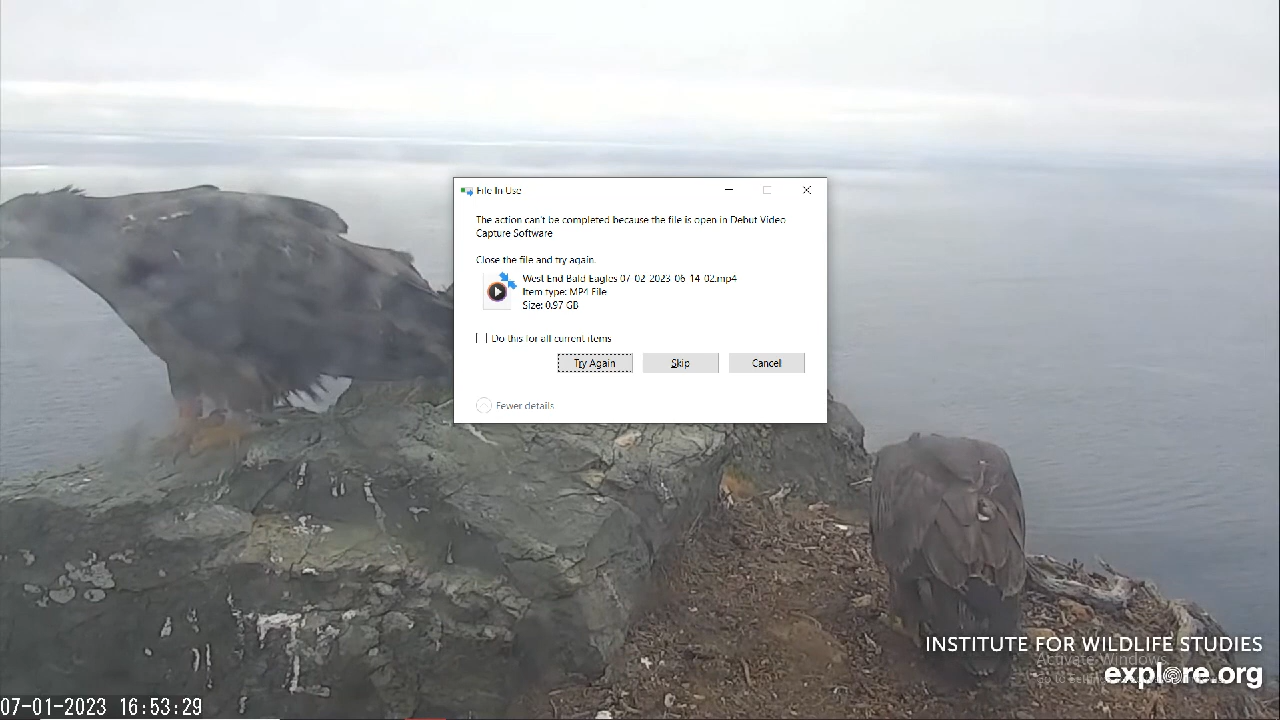 File In Use
The action can't be completed because the file is open in Debut Video
Capture Software
Close the file and try again.
West End Bald Eagles 07-02-2023-06-14-02.mp4
Item type: MP4 File
Size: 0.97 GB
Do this for all current items
Try Again
Skip
Cancel
Fewer details
INSTITUTE FOR WILDLIFE STUDIES
Activate Windows
Go to
explore.org
07-01-2023 16:53:29